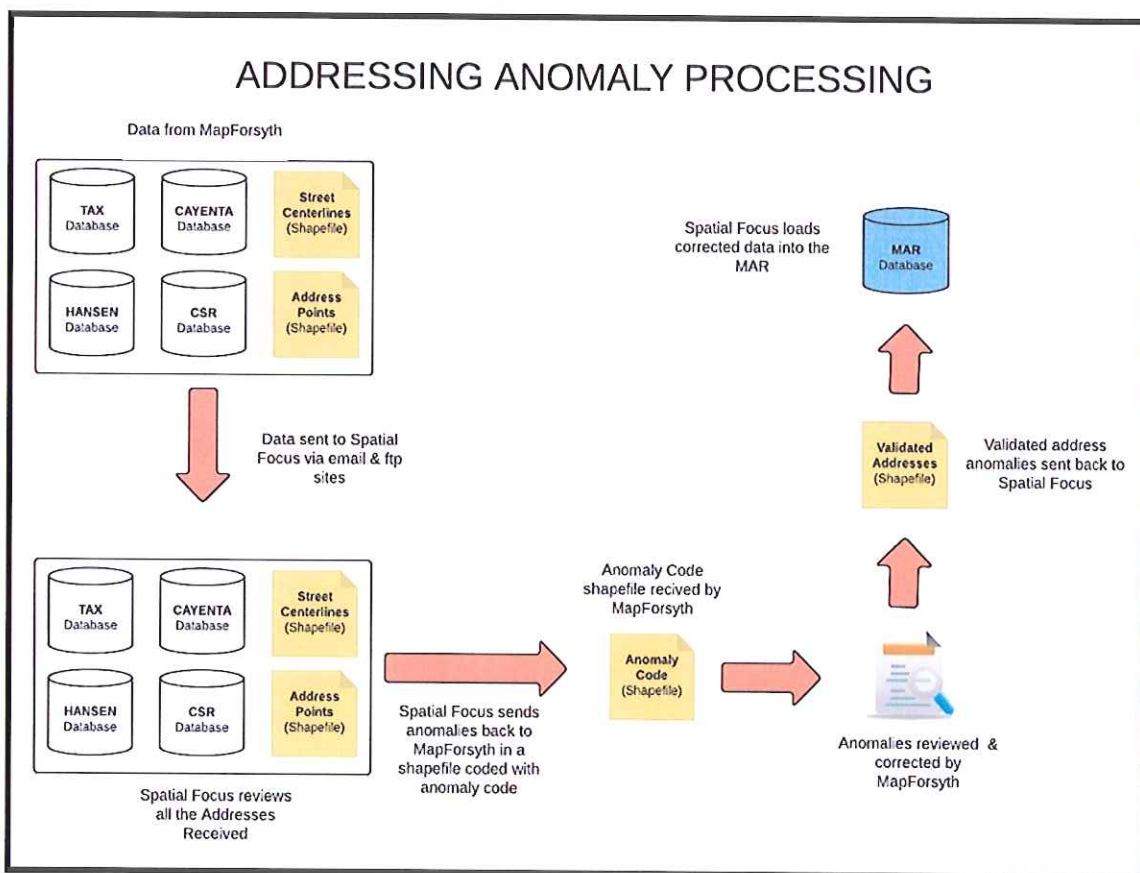 ADDRESSING ANOMALY PROCESSING
Data from MapForsyth
TAX
Database
CAYENTA
Database
Street
Centerlines
(Shapefile)
HANSEN
Database
CSR
Database
Address
Points
(Shapefile)
Data sent to Spatial
Focus via email & ftp
sites
TAX
Database
CAYENTA
Database
Street
Centerlines
(Shapefile)
HANSEN
Database
CSR
Database
Address
Points
(Shapefile)
Spatial Focus reviews
all the Addresses
Received
Spatial Focus sends
anomalies back to
MapForsyth in a
shapefile coded with
anomaly code
Anomaly Code
shapefile recived by
MapForsyth
Anomaly
Code
(Shapefile)
Anomalies reviewed &
corrected by
MapForsyth
Validated
Addresses
(Shapefile)
Validated address
anomalies sent back to
Spatial Focus
Spatial Focus loads
corrected data into the
MAR
MAR
Database